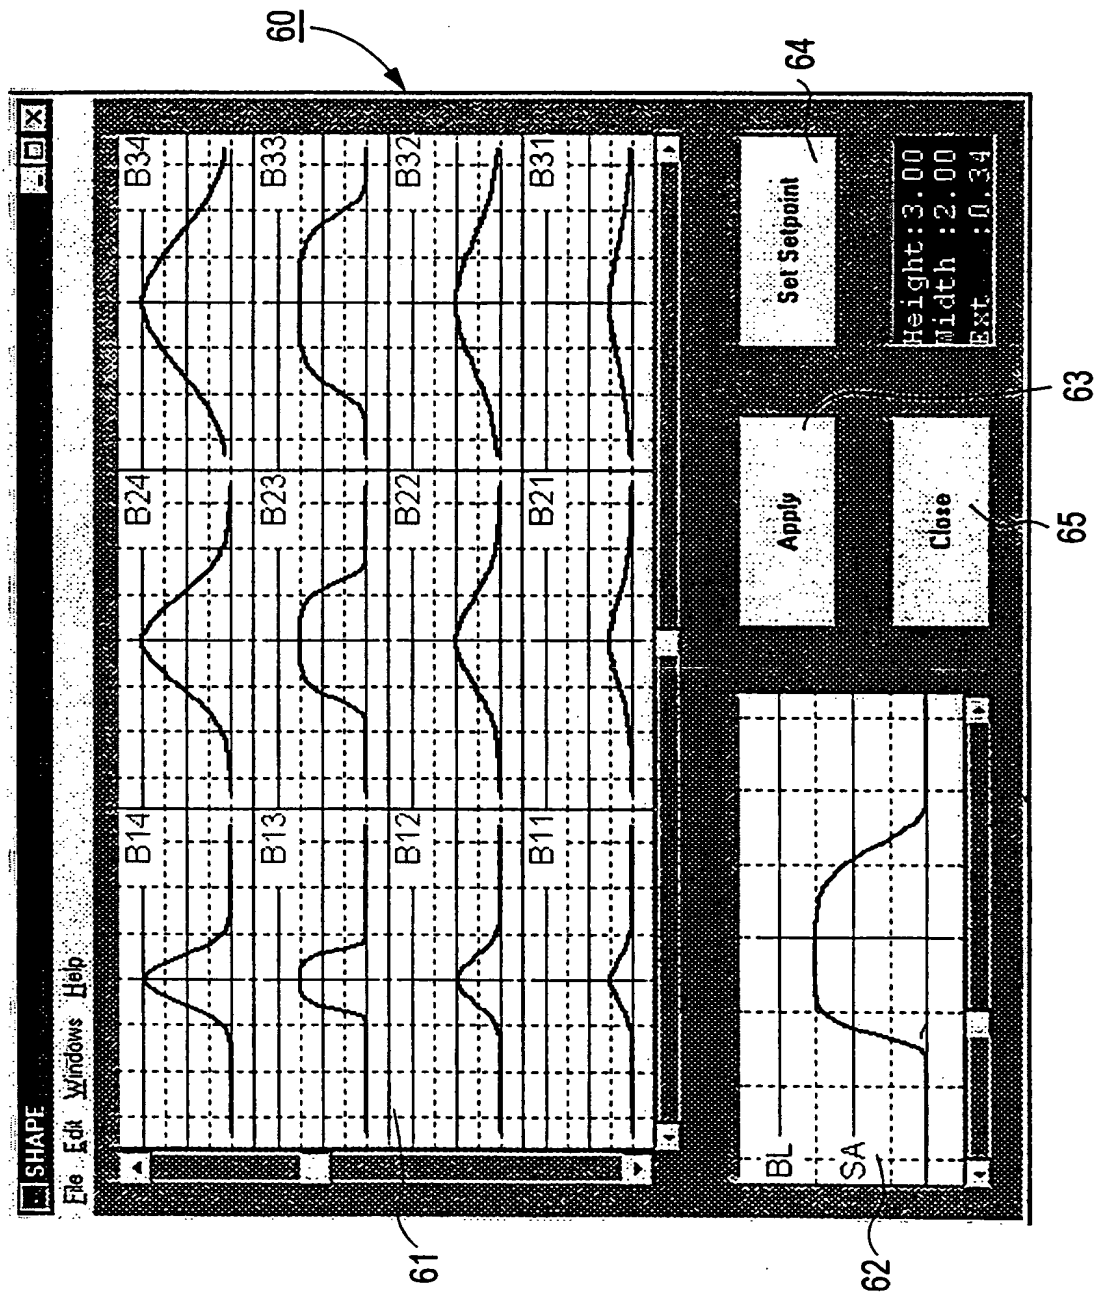 60
SHAPE
File Edit Windows Help
B14 B24 B34
B13 B23 B33
B12 B22 B32
B11 B21 B31
61
BL
SA
62
Apply
Set Setpoint
64
Close
Height:3.00
Width :2.00
Ext :0.34
65
63